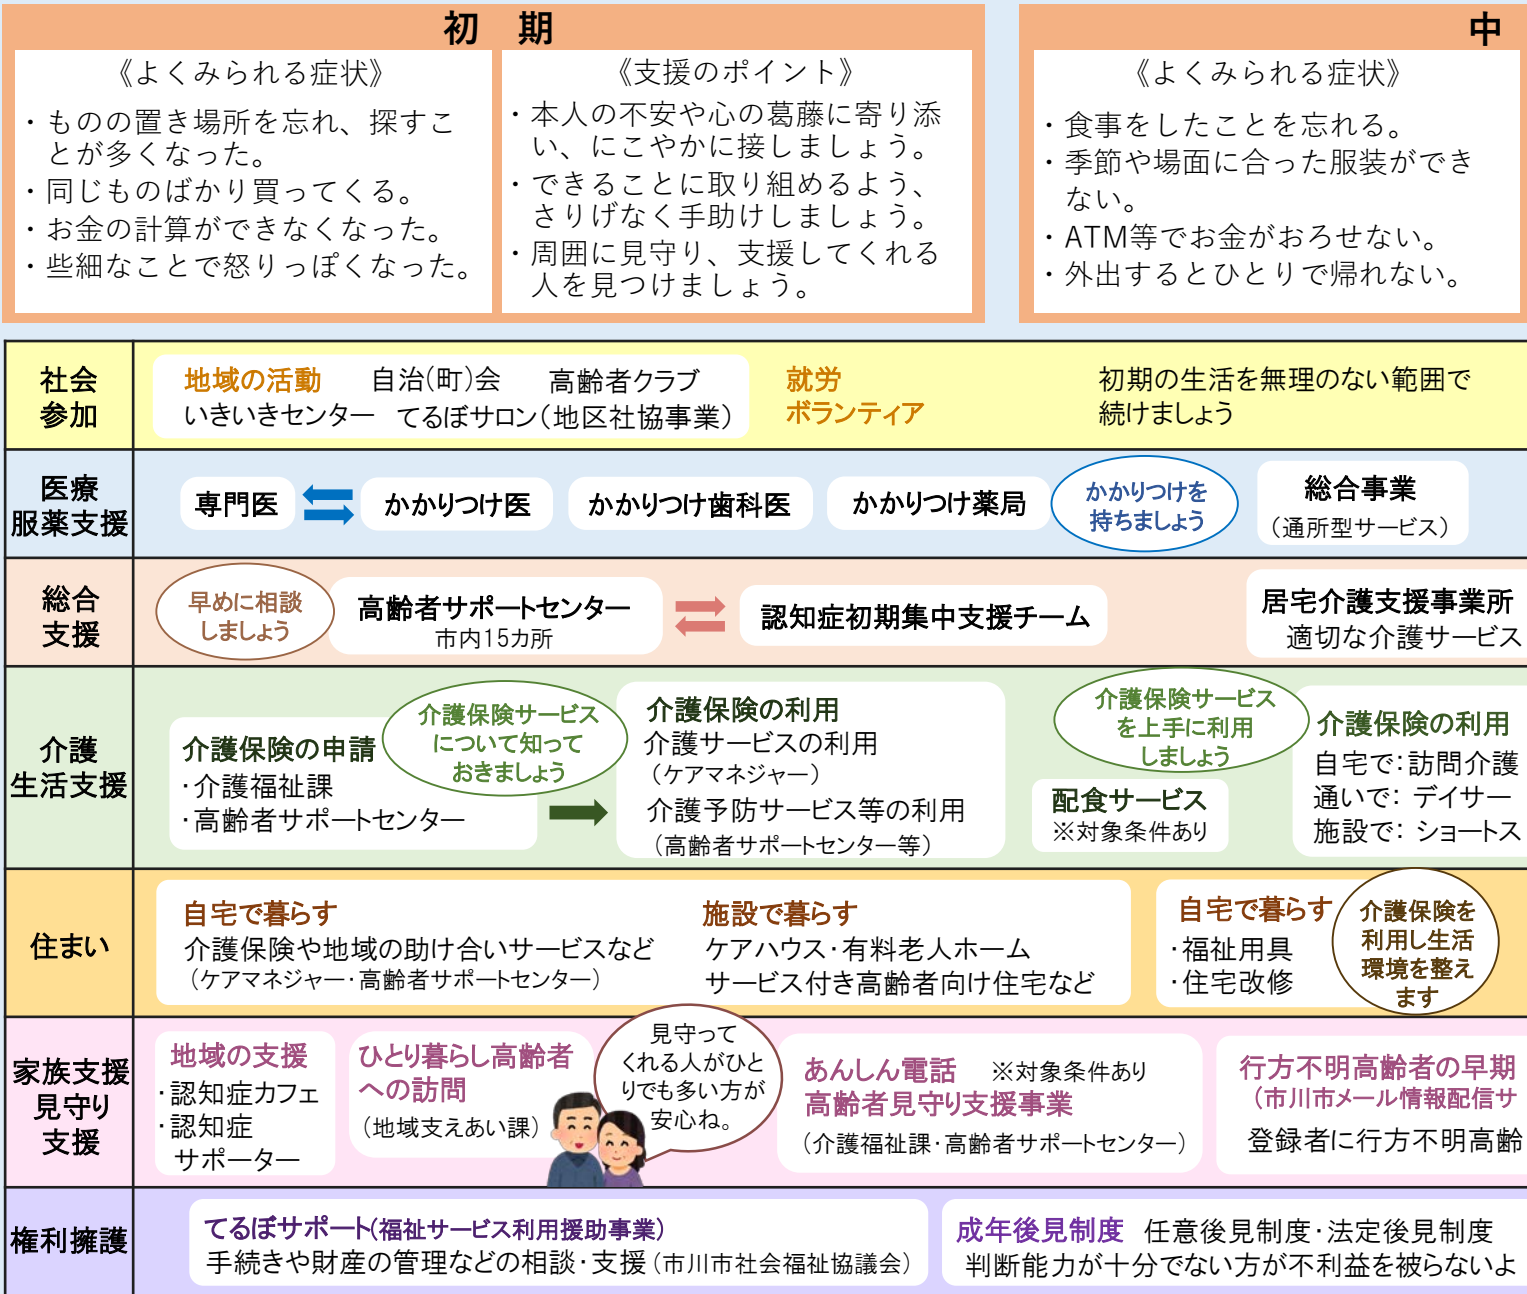 初 期
《よくみられる症状》
・ものの置き場所を忘れ、探すこ
とが多くなった。
・同じものばかり買ってくる。
・お金の計算ができなくなった。
・些細なことで怒りっぽくなった。
《支援のポイント》
・本人の不安や心の葛藤に寄り添
い、にこやかに接しましょう。
・できることに取り組めるよう、
さりげなく手助けしましょう。
・周囲に見守り、支援してくれる
人を見つけましょう。
中
《よくみられる症状》
・食事をしたことを忘れる。
・季節や場面に合った服装ができ
ない。
・ATM等でお金がおろせない。
・外出するとひとりで帰れない。
社会
参加
地域の活動 自治(町)会 高齢者クラブ
いきいきセンター てるぼサロン(地区社協事業)
就労
ボランティア
初期の生活を無理のない範囲で
続けましょう
医療
服薬支援
専門医
かかりつけ医
かかりつけ歯科医
かかりつけ薬局
かかりつけを
持ちましょう
総合事業
(通所型サービス)
総合
支援
早めに相談
しましょう
高齢者サポートセンター
市内15カ所
認知症初期集中支援チーム
居宅介護支援事業所
適切な介護サービス
介護
生活支援
介護保険の申請
・介護福祉課
・高齢者サポートセンター
介護保険サービス
について知って
おきましょう
介護保険の利用
介護サービスの利用
(ケアマネジャー)
介護予防サービス等の利用
(高齢者サポートセンター等)
介護保険サービス
を上手に利用
しましょう
配食サービス
※対象条件あり
介護保険の利用
自宅で:訪問介護
通いで: デイサー
施設で: ショートス
住まい
自宅で暮らす
介護保険や地域の助け合いサービスなど
(ケアマネジャー・高齢者サポートセンター)
施設で暮らす
ケアハウス・有料老人ホーム
サービス付き高齢者向け住宅など
自宅で暮らす
・福祉用具
・住宅改修
介護保険を
利用し生活
環境を整え
ます
家族支援
見守り
支援
地域の支援
・認知症カフェ
・認知症
サポーター
ひとり暮らし高齢者
への訪問
(地域支えあい課)
見守って
くれる人がひと
りでも多い方が
安心ね。
あんしん電話 ※対象条件あり
高齢者見守り支援事業
(介護福祉課・高齢者サポートセンター)
行方不明高齢者の早期
(市川市メール情報配信サ
登録者に行方不明高齢
権利擁護
てるぼサポート(福祉サービス利用援助事業)
手続きや財産の管理などの相談・支援(市川市社会福祉協議会)
成年後見制度 任意後見制度・法定後見制度
判断能力が十分でない方が不利益を被らないよ